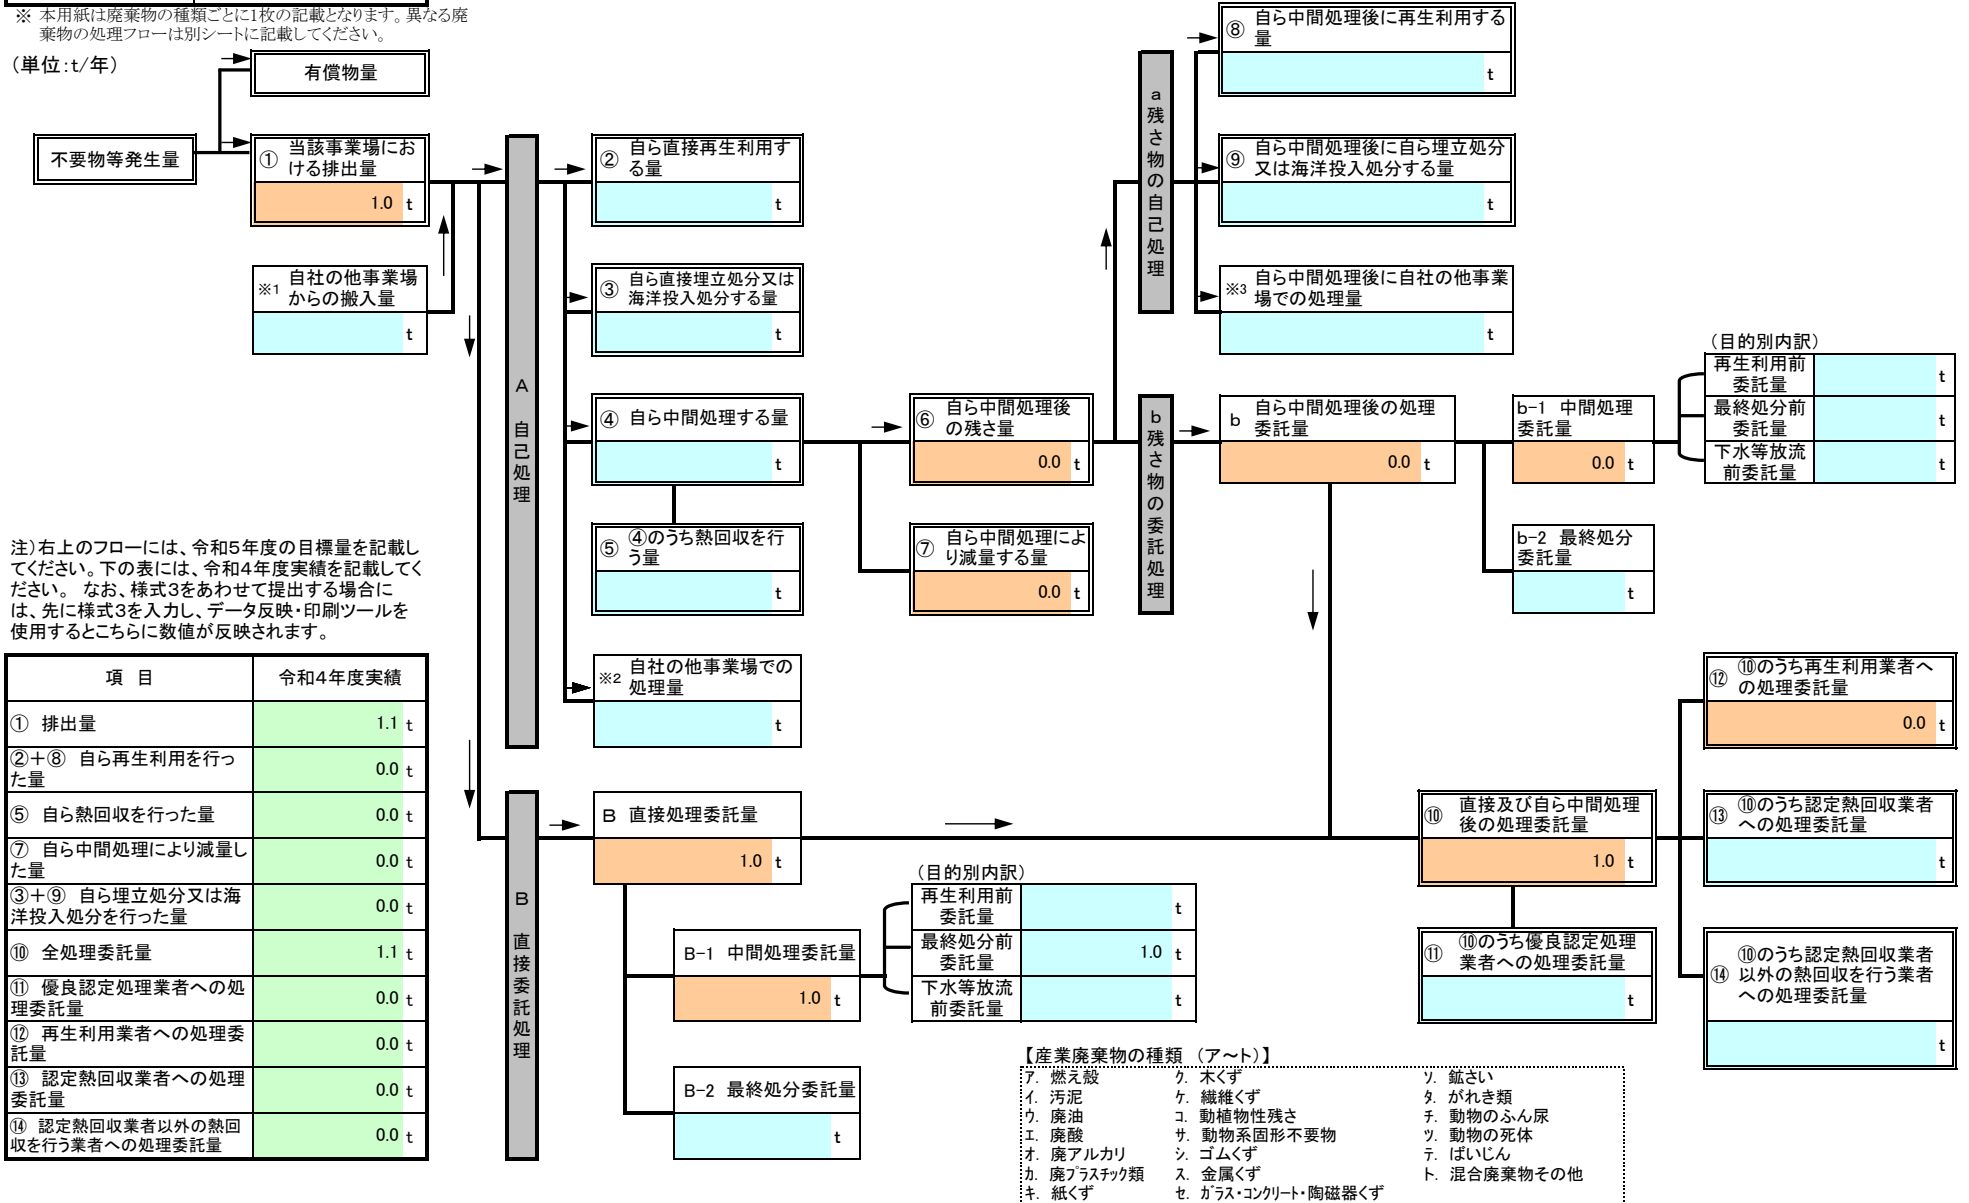 ※ 本用紙は廃棄物の種類ごとに1枚の記載となります。異なる廃
棄物の処理フローは別シートに記載してください。
(単位:t/年)
有償物量
不要物等発生量
① 当該事業場にお
ける排出量
1.0 t
※1 自社の他事業場
からの搬入量
t
A 自己処理
② 自ら直接再生利用す
る量
t
③ 自ら直接埋立処分又は
海洋投入処分する量
t
④ 自ら中間処理する量
t
⑤ ④のうち熱回収を行
う量
t
※2 自社の他事業場での
処理量
t
⑥ 自ら中間処理後
の残さ量
0.0 t
⑦ 自ら中間処理によ
り減量する量
0.0 t
a 残さ物の自己処理
⑧ 自ら中間処理後に再生利用する
量
t
⑨ 自ら中間処理後に自ら埋立処分
又は海洋投入処分する量
t
※3 自ら中間処理後に自社の他事業
場での処理量
t
b 残さ物の委託処理
b 自ら中間処理後の処理
委託量
0.0 t
b-1 中間処理
委託量
0.0 t
b-2 最終処分
委託量
t
(目的別内訳)
再生利用前
委託量
t
最終処分前
委託量
t
下水等放流
前委託量
t
注)右上のフローには、令和5年度の目標量を記載し
てください。下の表には、令和4年度実績を記載してく
ださい。 なお、様式3をあわせて提出する場合に
は、先に様式3を入力し、データ反映・印刷ツールを
使用するとこちらに数値が反映されます。
項 目 令和4年度実績
① 排出量 1.1 t
②+⑧ 自ら再生利用を行っ
た量 0.0 t
⑤ 自ら熱回収を行った量 0.0 t
⑦ 自ら中間処理により減量し
た量 0.0 t
③+⑨ 自ら埋立処分又は海
洋投入処分を行った量 0.0 t
⑩ 全処理委託量 1.1 t
⑪ 優良認定処理業者への処
理委託量 0.0 t
⑫ 再生利用業者への処理委
託量 0.0 t
⑬ 認定熱回収業者への処理
委託量 0.0 t
⑭ 認定熱回収業者以外の熱回
収を行う業者への処理委託量 0.0 t
B 直接委託処理
B 直接処理委託量
1.0 t
B-1 中間処理委託量
1.0 t
B-2 最終処分委託量
t
(目的別内訳)
再生利用前
委託量
t
最終処分前
委託量
1.0 t
下水等放流
前委託量
t
⑩ 直接及び自ら中間処理
後の処理委託量
1.0 t
⑪ ⑩のうち優良認定処理
業者への処理委託量
t
⑫ ⑩のうち再生利用業者へ
の処理委託量
0.0 t
⑬ ⑩のうち認定熱回収業者
への処理委託量
t
⑭ ⑩のうち認定熱回収業者
以外の熱回収を行う業者
への処理委託量
t
【産業廃棄物の種類 (ア~ト)】
ア. 燃え殻 ク. 木くず ソ. 鉱さい
イ. 汚泥 ケ. 繊維くず タ. がれき類
ウ. 廃油 コ. 動植物性残さ チ. 動物のふん尿
エ. 廃酸 サ. 動物系固形不要物 ツ. 動物の死体
オ. 廃アルカリ シ. ゴムくず テ. ばいじん
カ. 廃プラスチック類 ス. 金属くず ト. 混合廃棄物その他
キ. 紙くず セ. ガラス・コンクリート・陶磁器くず